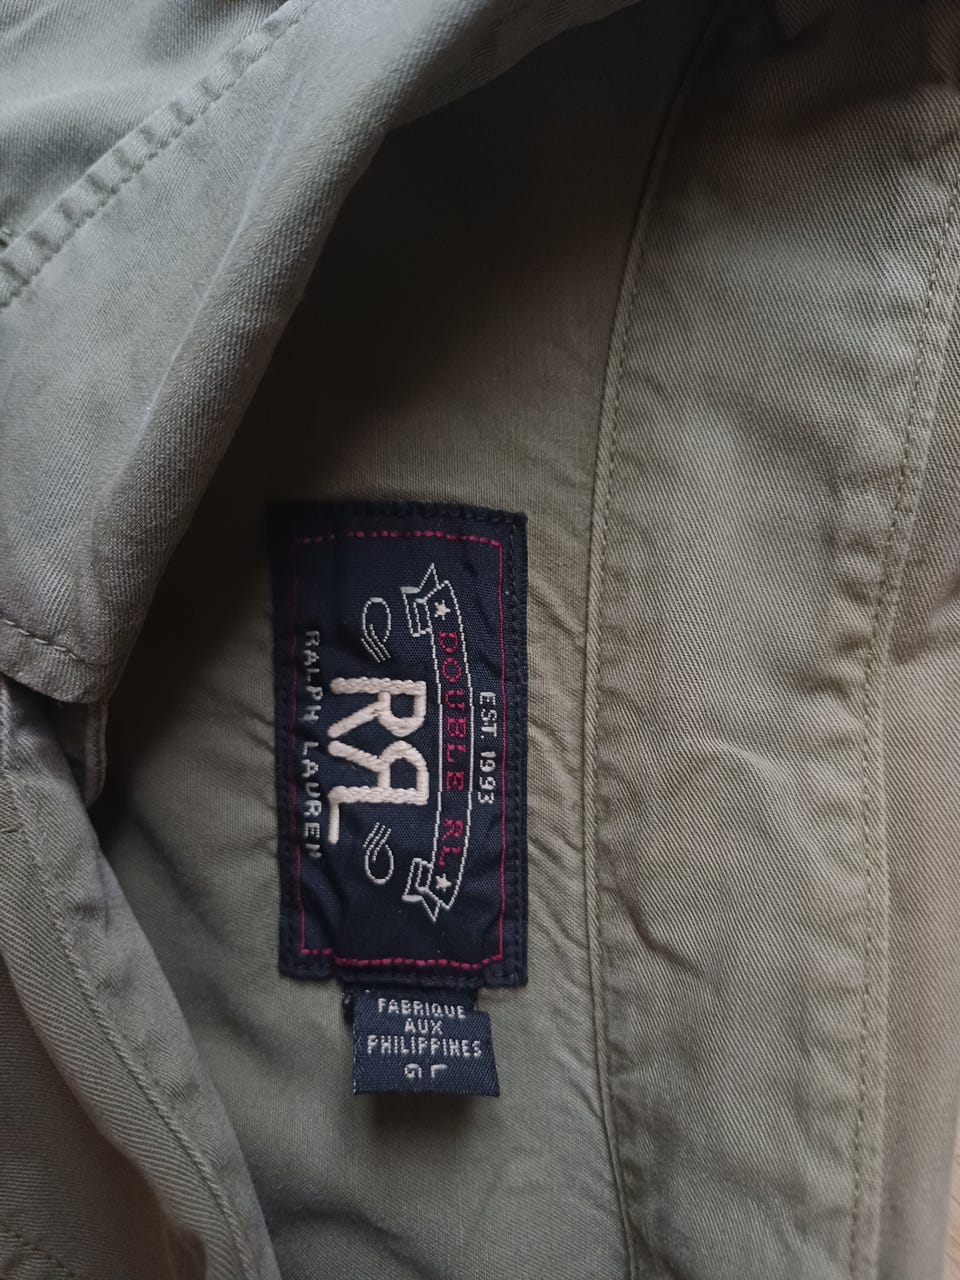 EST. 1993
DOUBLE RL
RRL
RALPH LAUREN
FABRIQUE
AUX
PHILIPPINES